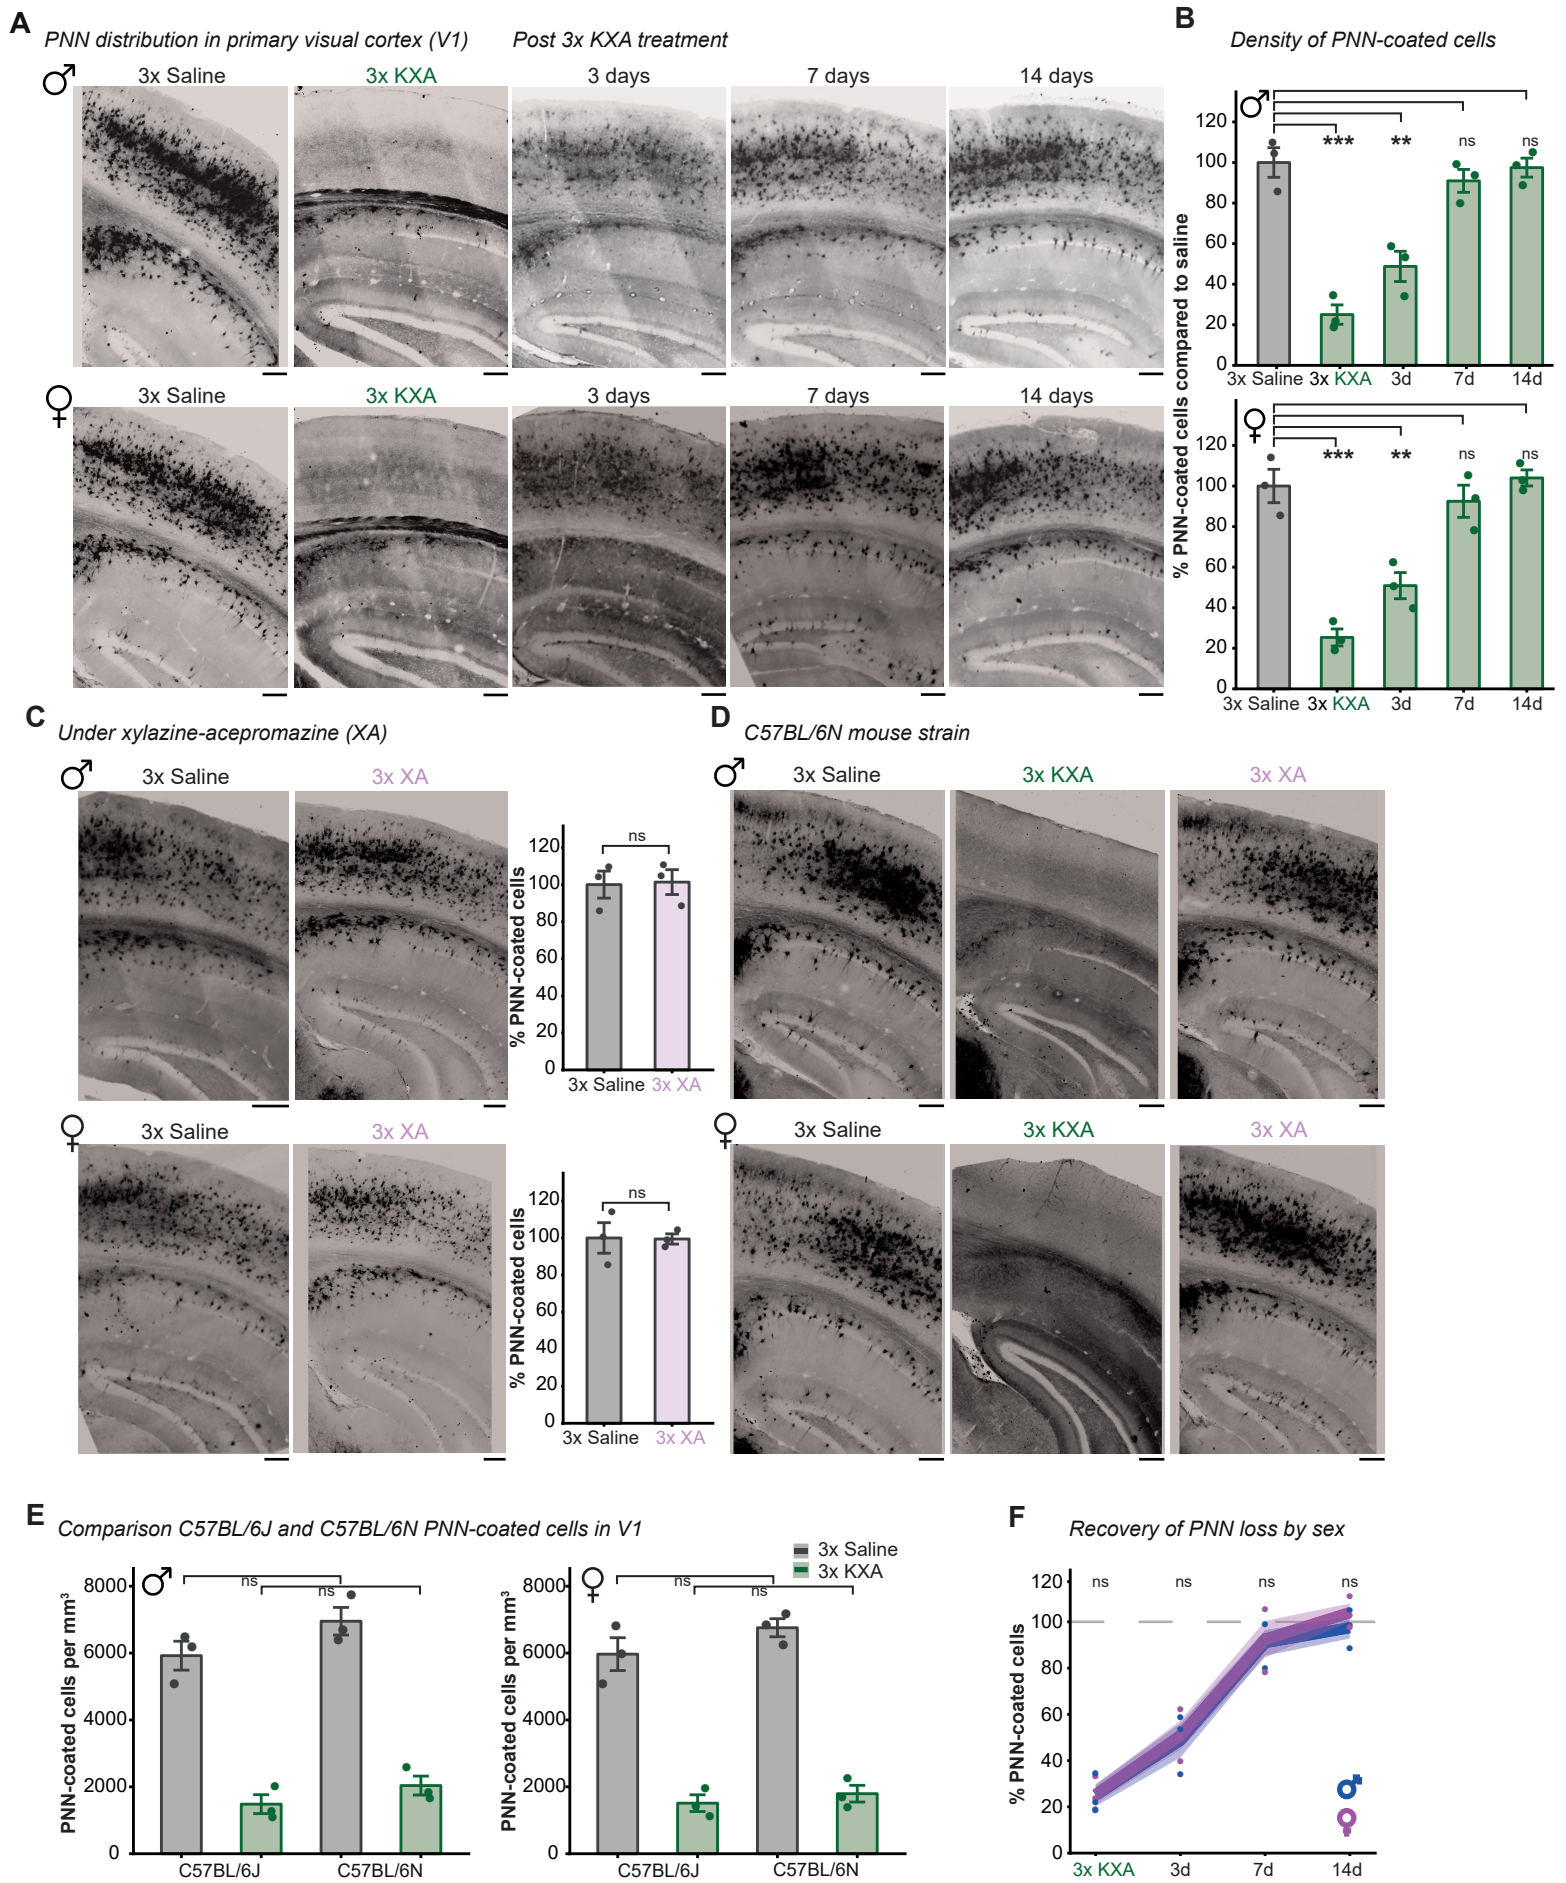 A
PNN distribution in primary visual cortex (V1)
Post 3x KXA treatment
♂
3x Saline
3x KXA
3 days
7 days
14 days
♀
3x Saline
3x KXA
3 days
7 days
14 days
B
Density of PNN-coated cells
% PNN-coated cells compared to saline
♂
120
100
80
60
40
20
0
***
**
ns
ns
3x Saline
3x KXA
3d
7d
14d
♀
120
100
80
60
40
20
0
***
**
ns
ns
3x Saline
3x KXA
3d
7d
14d
C
Under xylazine-acepromazine (XA)
♂
3x Saline
3x XA
% PNN-coated cells
120
100
80
60
40
20
0
ns
3x Saline
3x XA
♀
3x Saline
3x XA
% PNN-coated cells
120
100
80
60
40
20
0
ns
3x Saline
3x XA
D
C57BL/6N mouse strain
♂
3x Saline
3x KXA
3x XA
♀
3x Saline
3x KXA
3x XA
E
Comparison C57BL/6J and C57BL/6N PNN-coated cells in V1
3x Saline
3x KXA
♂
PNN-coated cells per mm³
8000
6000
4000
2000
0
ns
ns
C57BL/6J
C57BL/6N
♀
PNN-coated cells per mm³
8000
6000
4000
2000
0
ns
ns
C57BL/6J
C57BL/6N
F
Recovery of PNN loss by sex
% PNN-coated cells
120
100
80
60
40
20
0
ns
ns
ns
ns
♂
♀
3x KXA
3d
7d
14d